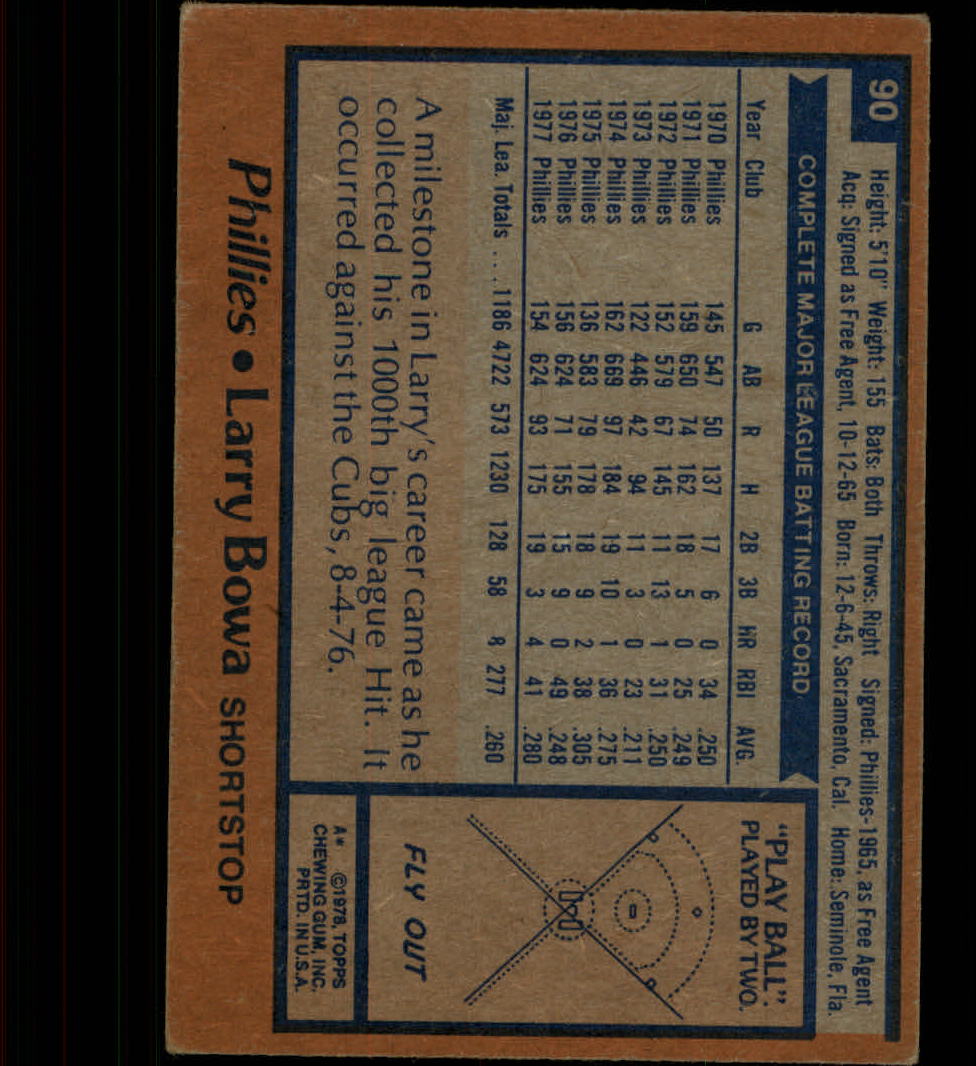 90
Height: 5'10" Weight: 155 Bats: Both Throws: Right Signed: Phillies-1965, as Free Agent
Acq: Signed as Free Agent, 10-12-65 Born: 12-6-45, Sacramento, Cal. Home: Seminole, Fla.
COMPLETE MAJOR LEAGUE BATTING RECORD
Year Club G AB R H 2B 3B HR RBI AVG.
1970 Phillies 145 547 50 137 17 6 0 34 .250
1971 Phillies 159 650 74 162 18 5 0 25 .249
1972 Phillies 152 579 67 145 11 13 1 31 .250
1973 Phillies 122 446 42 94 11 3 0 23 .211
1974 Phillies 162 669 97 184 19 10 1 36 .275
1975 Phillies 136 583 79 178 18 9 2 38 .305
1976 Phillies 156 624 71 155 15 9 0 49 .248
1977 Phillies 154 624 93 175 19 3 4 41 .280
Maj. Lea. Totals . . . . 1186 4722 573 1230 128 58 8 277 .260
A milestone in Larry's career came as he
collected his 1000th big league Hit. It
occurred against the Cubs, 8-4-76.
"PLAY BALL".
PLAYED BY TWO.
FLY OUT
A* ©1978, TOPPS
CHEWING GUM, INC.
PRTD. IN U.S.A.
Phillies • Larry Bowa SHORTSTOP